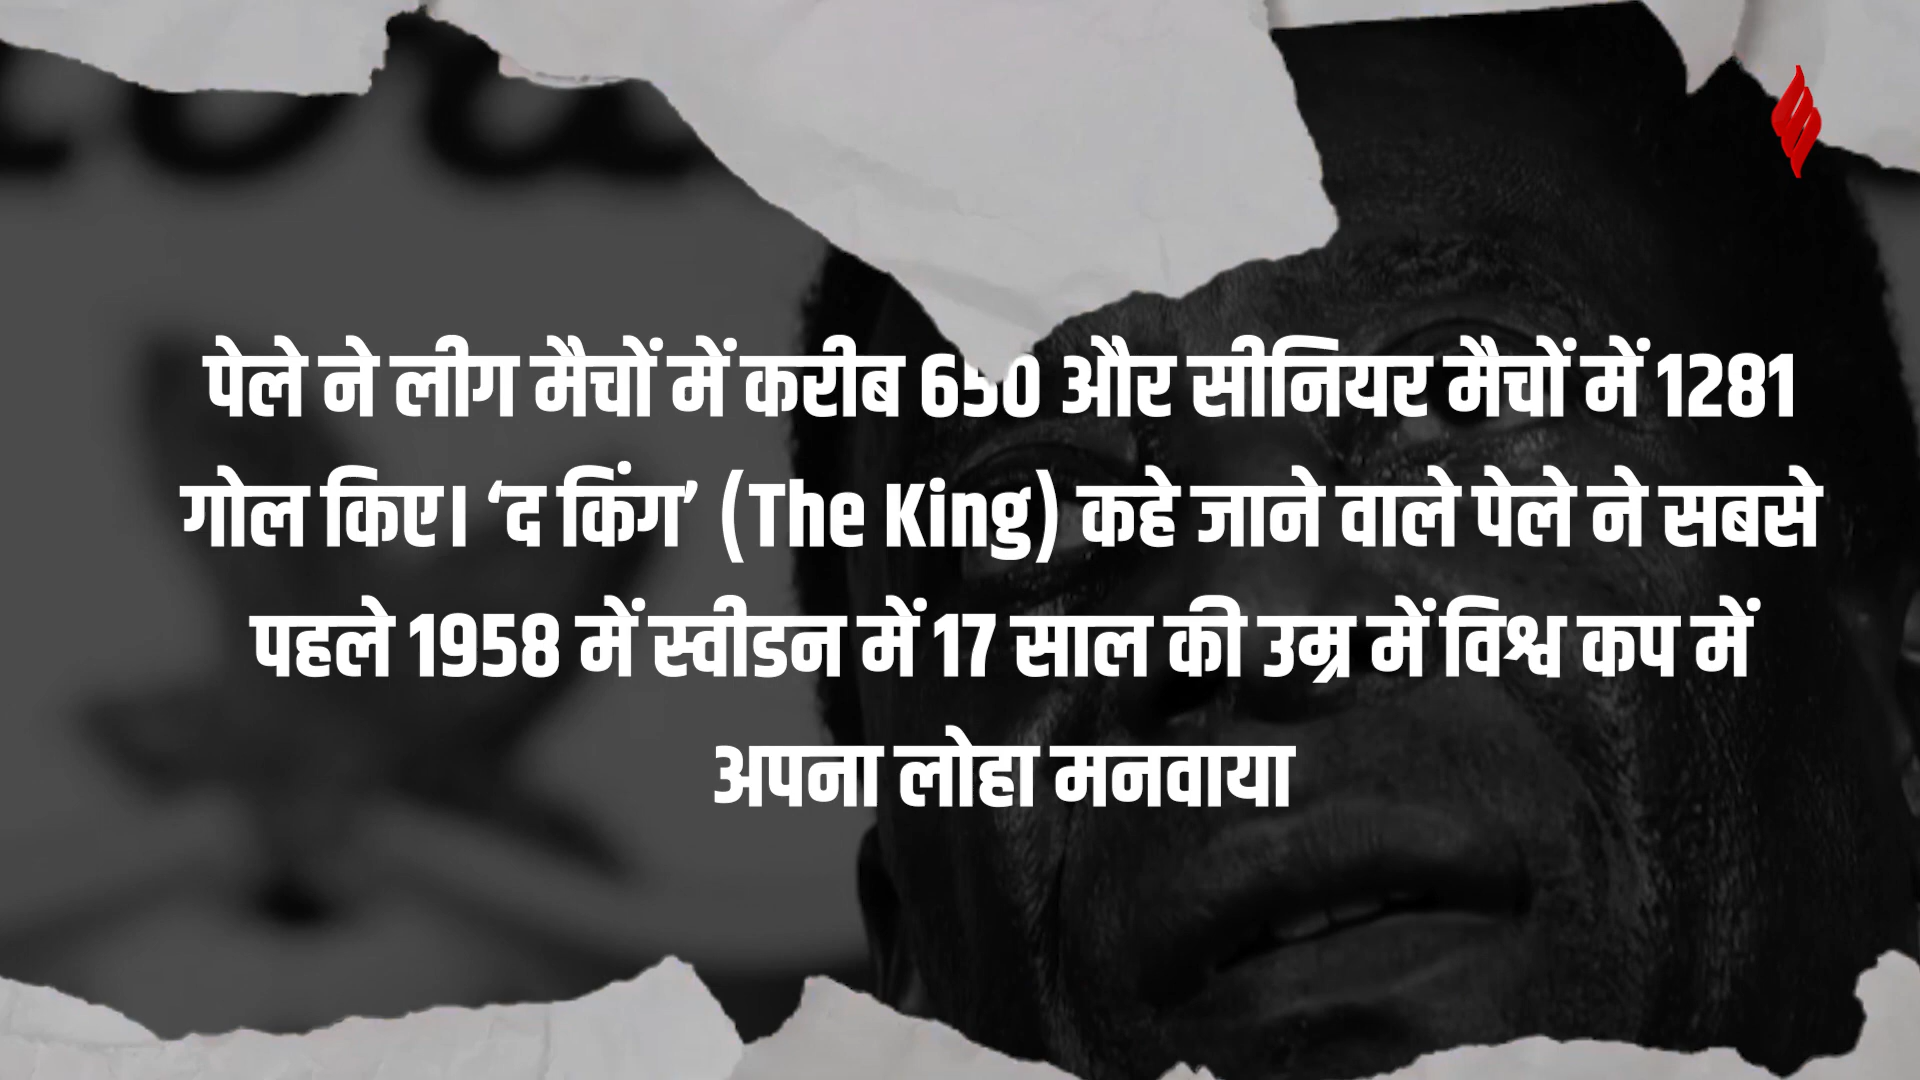 पेले ने लीग मैचों में करीब 650 और सीनियर मैचों में 1281
गोल किए। ‘द किंग’ (The King) कहे जाने वाले पेले ने सबसे
पहले 1958 में स्वीडन में 17 साल की उम्र में विश्व कप में
अपना लोहा मनवाया